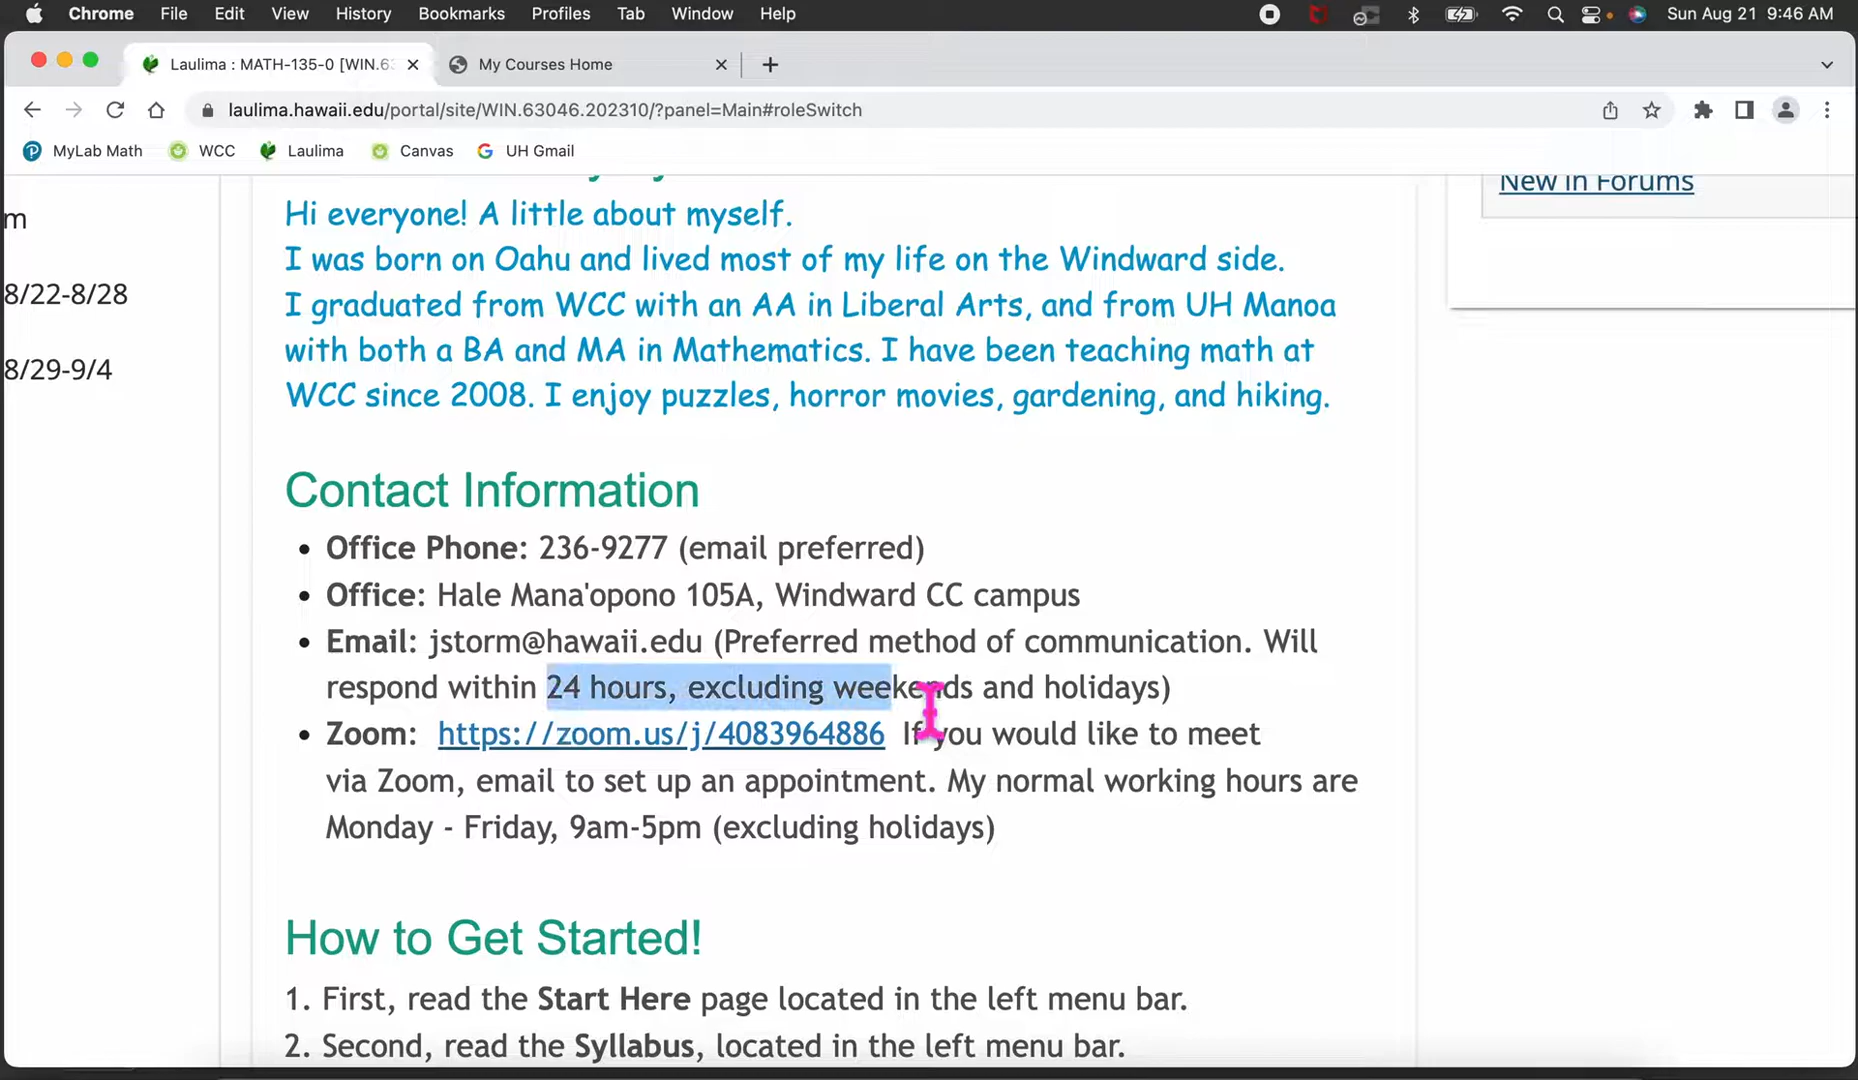 Chrome File Edit View History Bookmarks Profiles Tab Window Help Sun Aug 21 9:46 AM
Laulima : MATH-135-0 [WIN.63 My Courses Home
laulima.hawaii.edu/portal/site/WIN.63046.202310/?panel=Main#roleSwitch
MyLab Math WCC Laulima Canvas UH Gmail
m
8/22-8/28
8/29-9/4
New in Forums
Hi everyone! A little about myself.
I was born on Oahu and lived most of my life on the Windward side.
I graduated from WCC with an AA in Liberal Arts, and from UH Manoa
with both a BA and MA in Mathematics. I have been teaching math at
WCC since 2008. I enjoy puzzles, horror movies, gardening, and hiking.
Contact Information
• Office Phone: 236-9277 (email preferred)
• Office: Hale Mana'opono 105A, Windward CC campus
• Email: jstorm@hawaii.edu (Preferred method of communication. Will
respond within 24 hours, excluding weekends and holidays)
• Zoom: https://zoom.us/j/4083964886 If you would like to meet
via Zoom, email to set up an appointment. My normal working hours are
Monday - Friday, 9am-5pm (excluding holidays)
How to Get Started!
1. First, read the Start Here page located in the left menu bar.
2. Second, read the Syllabus, located in the left menu bar.